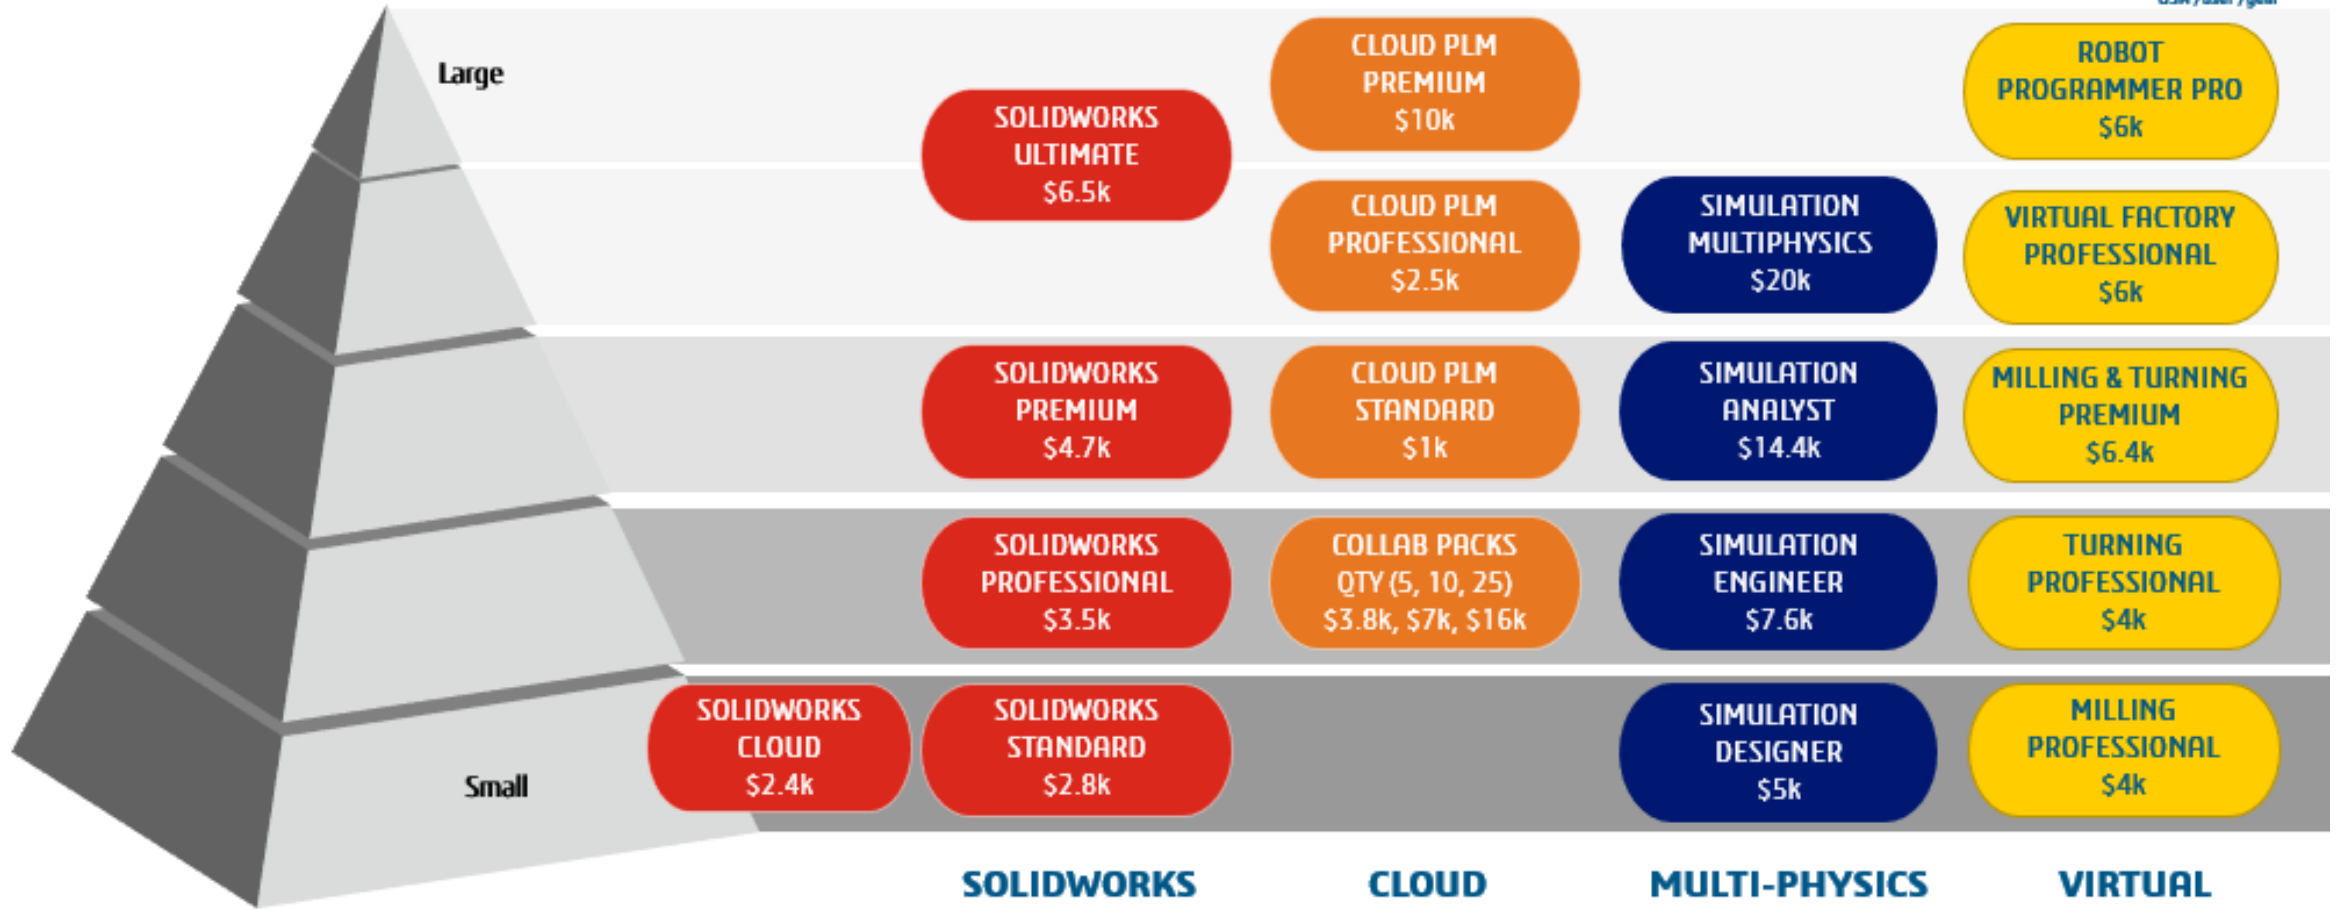 Large
CLOUD PLM
PREMIUM
$10k
ROBOT
PROGRAMMER PRO
$6k
SOLIDWORKS
ULTIMATE
$6.5k
CLOUD PLM
PROFESSIONAL
$2.5k
SIMULATION
MULTIPHYSICS
$20k
VIRTUAL FACTORY
PROFESSIONAL
$6k
SOLIDWORKS
PREMIUM
$4.7k
CLOUD PLM
STANDARD
$1k
SIMULATION
ANALYST
$14.4k
MILLING & TURNING
PREMIUM
$6.4k
SOLIDWORKS
PROFESSIONAL
$3.5k
COLLAB PACKS
QTY (5, 10, 25)
$3.8k, $7k, $16k
SIMULATION
ENGINEER
$7.6k
TURNING
PROFESSIONAL
$4k
Small
SOLIDWORKS
CLOUD
$2.4k
SOLIDWORKS
STANDARD
$2.8k
SIMULATION
DESIGNER
$5k
MILLING
PROFESSIONAL
$4k
SOLIDWORKS
CLOUD
MULTI-PHYSICS
VIRTUAL